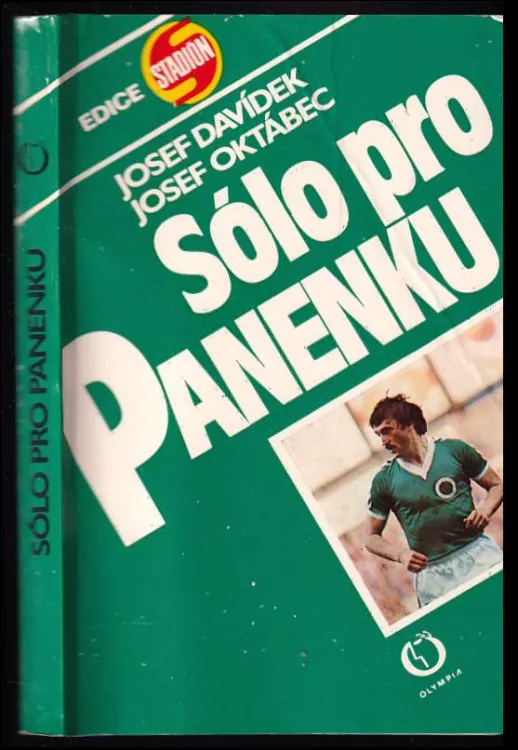 EDICE STADION
JOSEF DAVÍDEK
JOSEF OKTÁBEC
Sólo pro
PANENKU
OLYMPIA
SÓLO PRO PANENKU